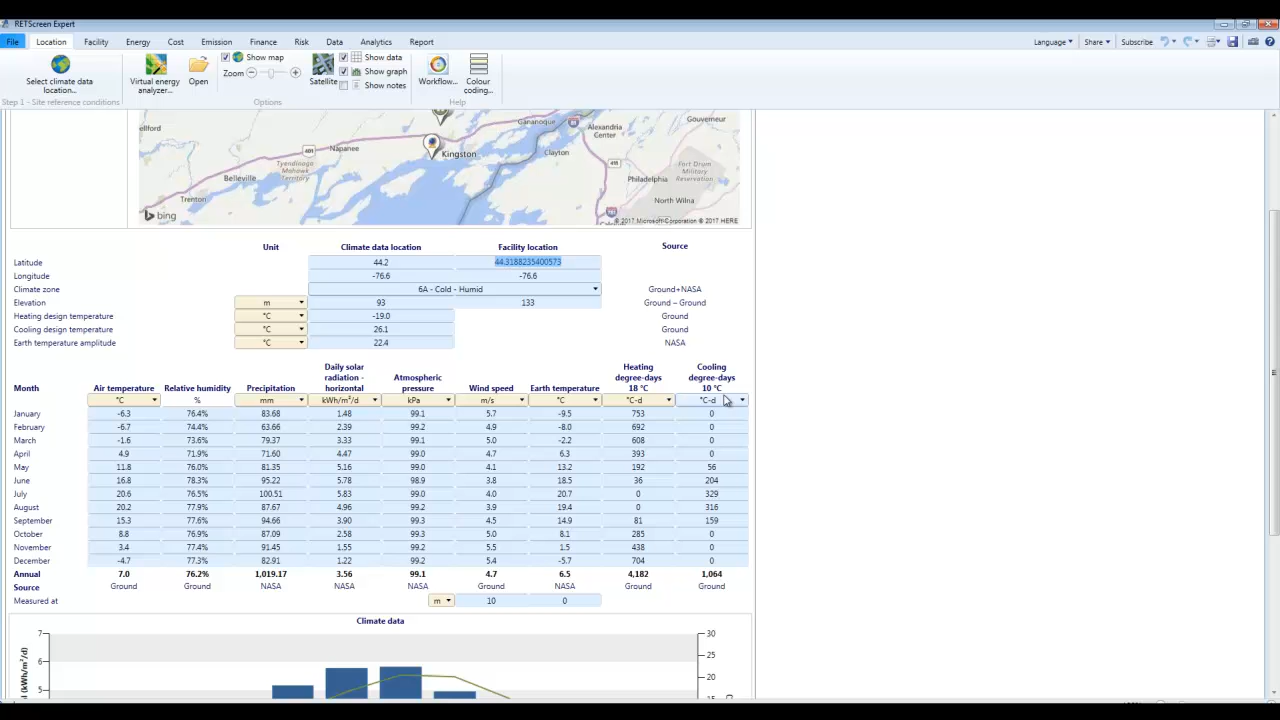 RETScreen Expert
File Location Facility Energy Cost Emission Finance Risk Data Analytics Report Language Share Subscribe
Select climate data location...
Step 1 - Site reference conditions
Virtual energy analyzer...
Open
Show map
Zoom
Satellite
Show data
Show graph
Show notes
Options
Workflow...
Colour coding...
Help
Gananoque
Alexandria Center
Gouverneur
ellford
Napanee
401
Kingston
Clayton
81
Tyendinaga Mohawk Territory
Belleville
Fort Drum Military Reservation
Philadelphia
Trenton
North Wilna
bing
© 2017 Microsoft Corporation © 2017 HERE
Unit Climate data location Facility location Source
Latitude 44.2 44.3188235400573
Longitude -76.6 -76.6
Climate zone 6A - Cold - Humid Ground+NASA
Elevation m 93 133 Ground – Ground
Heating design temperature °C -19.0 Ground
Cooling design temperature °C 26.1 Ground
Earth temperature amplitude °C 22.4 NASA
Month Air temperature Relative humidity Precipitation Daily solar radiation - horizontal Atmospheric pressure Wind speed Earth temperature Heating degree-days 18 °C Cooling degree-days 10 °C
°C % mm kWh/m²/d kPa m/s °C °C-d °C-d
January -6.3 76.4% 83.68 1.48 99.1 5.7 -9.5 753 0
February -6.7 74.4% 63.66 2.39 99.2 4.9 -8.0 692 0
March -1.6 73.6% 79.37 3.33 99.1 5.0 -2.2 608 0
April 4.9 71.9% 71.60 4.47 99.0 4.7 6.3 393 0
May 11.8 76.0% 81.35 5.16 99.0 4.1 13.2 192 56
June 16.8 78.3% 95.22 5.78 98.9 3.8 18.5 36 204
July 20.6 76.5% 100.51 5.83 99.0 4.0 20.7 0 329
August 20.2 77.9% 87.67 4.96 99.2 3.9 19.4 0 316
September 15.3 77.6% 94.66 3.90 99.3 4.5 14.9 81 159
October 8.8 76.9% 87.09 2.58 99.3 5.0 8.1 285 0
November 3.4 77.4% 91.45 1.55 99.2 5.5 1.5 438 0
December -4.7 77.3% 82.91 1.22 99.2 5.4 -5.7 704 0
Annual 7.0 76.2% 1,019.17 3.56 99.1 4.7 6.5 4,182 1,064
Source Ground Ground NASA NASA NASA Ground NASA Ground Ground
Measured at m 10 0
Climate data
7 30
25
6
20
5
(kWh/m²/d)